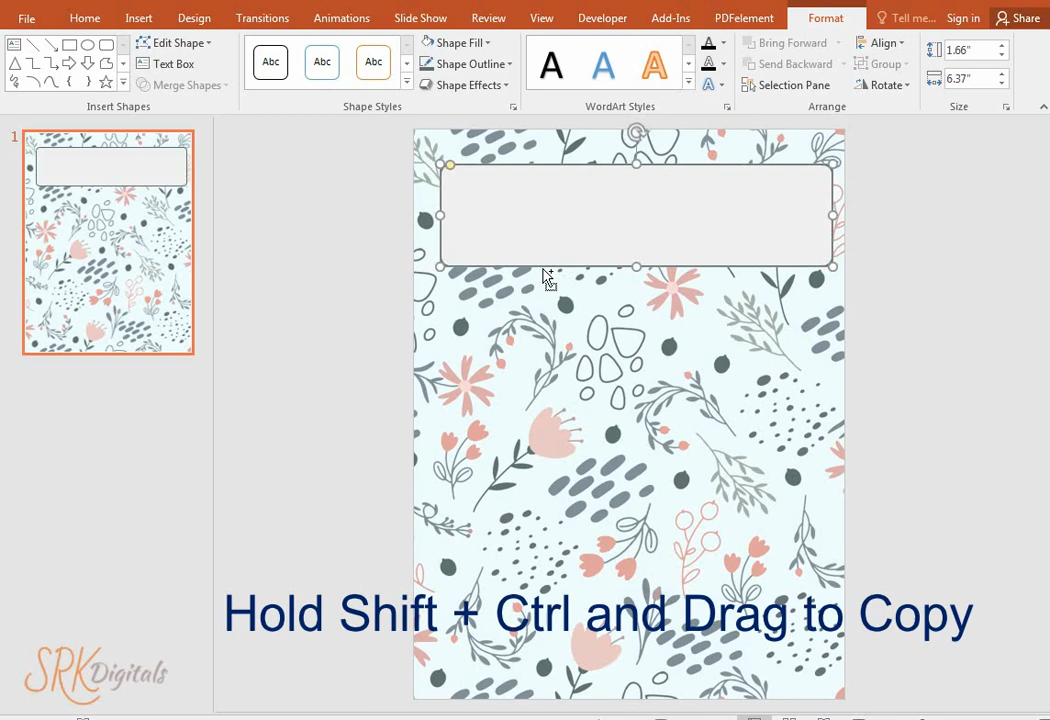 File Home Insert Design Transitions Animations Slide Show Review View Developer Add-Ins PDFelement Format Tell me... Sign in Share
Edit Shape
Text Box
Merge Shapes
Insert Shapes
Abc Abc Abc
Shape Fill
Shape Outline
Shape Effects
Shape Styles
A A A
A
A
A
WordArt Styles
Bring Forward
Send Backward
Selection Pane
Align
Group
Rotate
Arrange
1.66"
6.37"
Size
1
Hold Shift + Ctrl and Drag to Copy
SRK Digitals